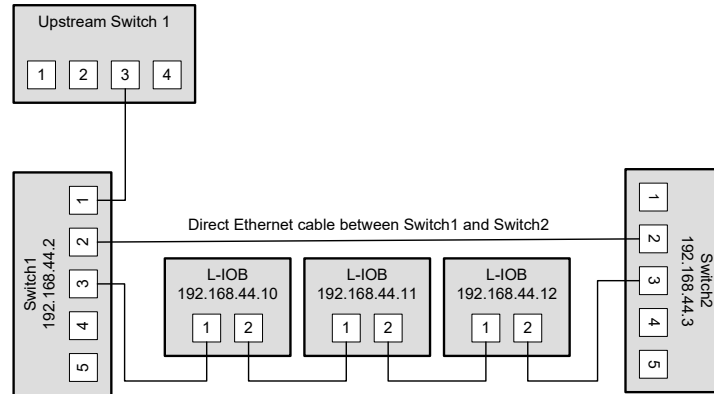 Upstream Switch 1
1 2 3 4
Switch1
192.168.44.2
1
2
3
4
5
Direct Ethernet cable between Switch1 and Switch2
L-IOB
192.168.44.10
1 2
L-IOB
192.168.44.11
1 2
L-IOB
192.168.44.12
1 2
1
2
3
4
5
Switch2
192.168.44.3